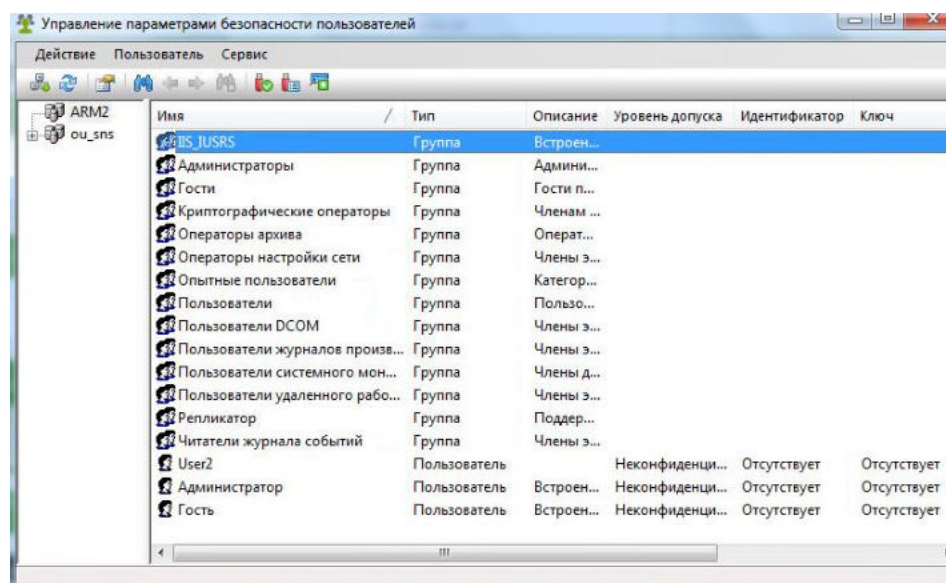 Управление параметрами безопасности пользователей
Действие Пользователь Сервис
ARM2
ou_sns
Имя Тип Описание Уровень допуска Идентификатор Ключ
IIS_IUSRS Группа Встроен...
Администраторы Группа Админи...
Гости Группа Гости п...
Криптографические операторы Группа Членам ...
Операторы архива Группа Операт...
Операторы настройки сети Группа Члены э...
Опытные пользователи Группа Категор...
Пользователи Группа Пользо...
Пользователи DCOM Группа Члены э...
Пользователи журналов произв... Группа Члены э...
Пользователи системного мон... Группа Члены д...
Пользователи удаленного рабо... Группа Члены э...
Репликатор Группа Поддер...
Читатели журнала событий Группа Члены э...
User2 Пользователь Неконфиденци... Отсутствует Отсутствует
Администратор Пользователь Встроен... Неконфиденци... Отсутствует Отсутствует
Гость Пользователь Встроен... Неконфиденци... Отсутствует Отсутствует